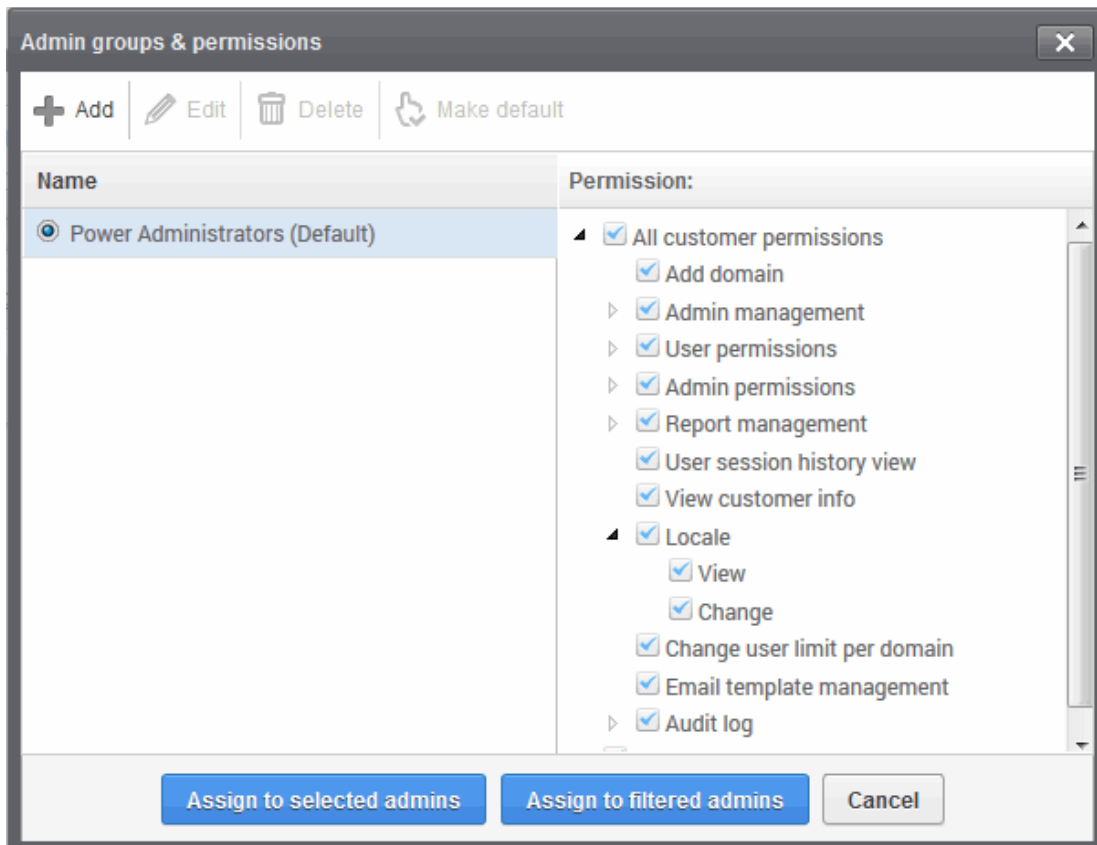 Admin groups & permissions
Add Edit Delete Make default
Name Permission:
Power Administrators (Default)
All customer permissions
Add domain
Admin management
User permissions
Admin permissions
Report management
User session history view
View customer info
Locale
View
Change
Change user limit per domain
Email template management
Audit log
Assign to selected admins Assign to filtered admins Cancel